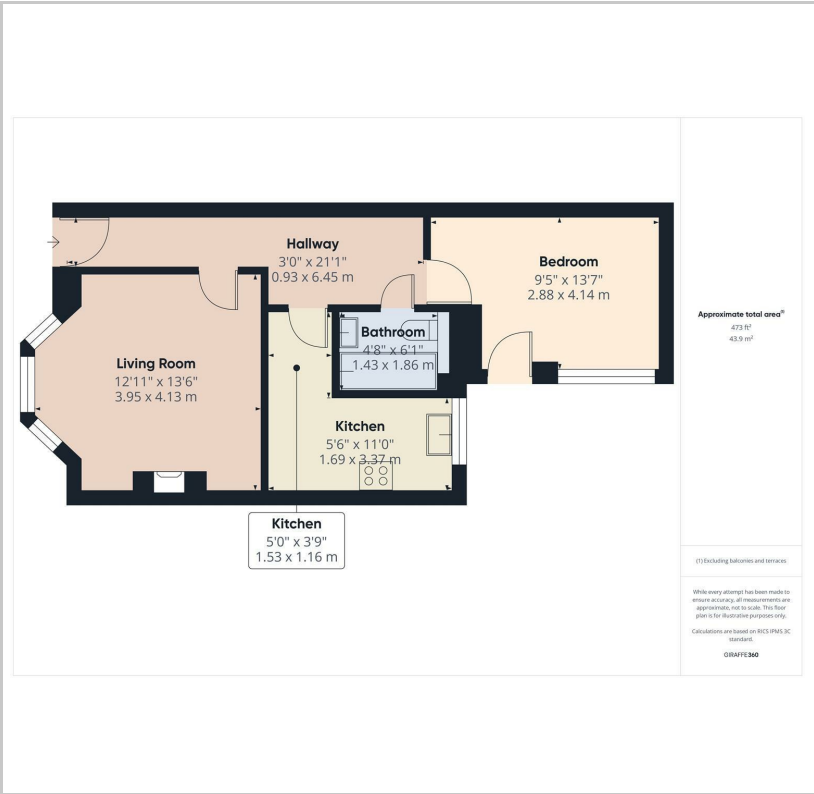 Hallway
3'0" x 21'1"
0.93 x 6.45 m
Bedroom
9'5" x 13'7"
2.88 x 4.14 m
Bathroom
4'8" x 6'1"
1.43 x 1.86 m
Living Room
12'11" x 13'6"
3.95 x 4.13 m
Kitchen
5'6" x 11'0"
1.69 x 3.37 m
Kitchen
5'0" x 3'9"
1.53 x 1.16 m
Approximate total area⁽¹⁾
473 ft²
43.9 m²
(1) Excluding balconies and terraces
While every attempt has been made to
ensure accuracy, all measurements are
approximate, not to scale. This floor
plan is for illustrative purposes only.
Calculations are based on RICS IPMS 3C
standard.
GIRAFFE360